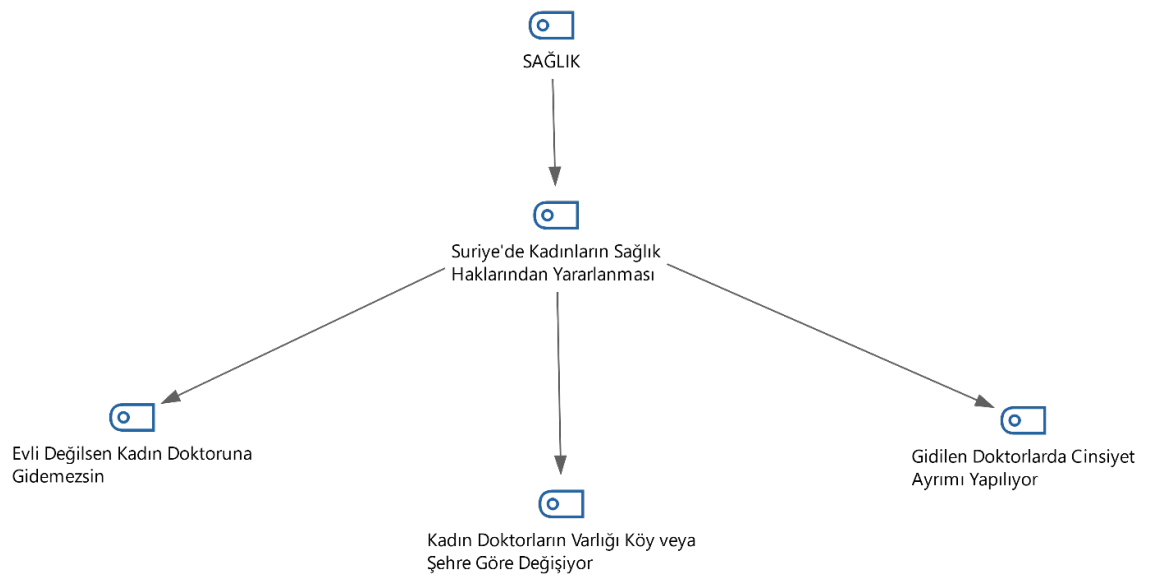 SAĞLIK
Suriye'de Kadınların Sağlık
Haklarından Yararlanması
Evli Değilsen Kadın Doktoruna
Gidemezsin
Kadın Doktorların Varlığı Köy veya
Şehre Göre Değişiyor
Gidilen Doktorlarda Cinsiyet
Ayrımı Yapılıyor